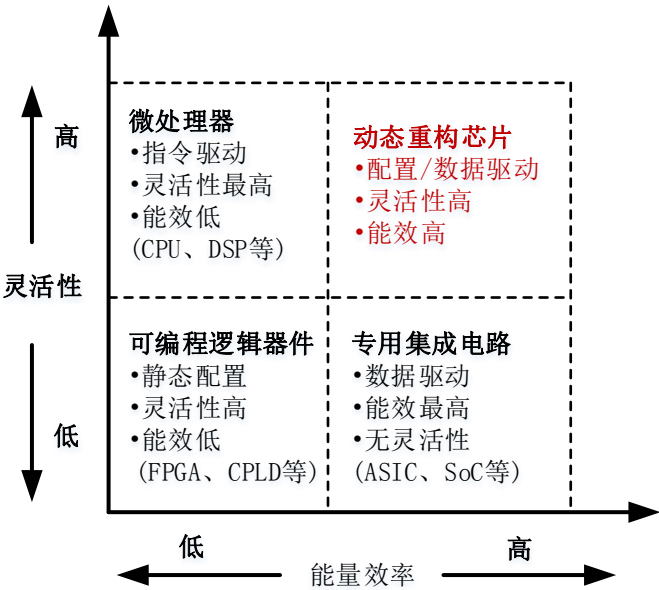 高
灵活性
低
微处理器
•指令驱动
•灵活性最高
•能效低
(CPU、DSP等)
动态重构芯片
•配置/数据驱动
•灵活性高
•能效高
可编程逻辑器件
•静态配置
•灵活性高
•能效低
(FPGA、CPLD等)
专用集成电路
•数据驱动
•能效最高
•无灵活性
(ASIC、SoC等)
低
能量效率
高